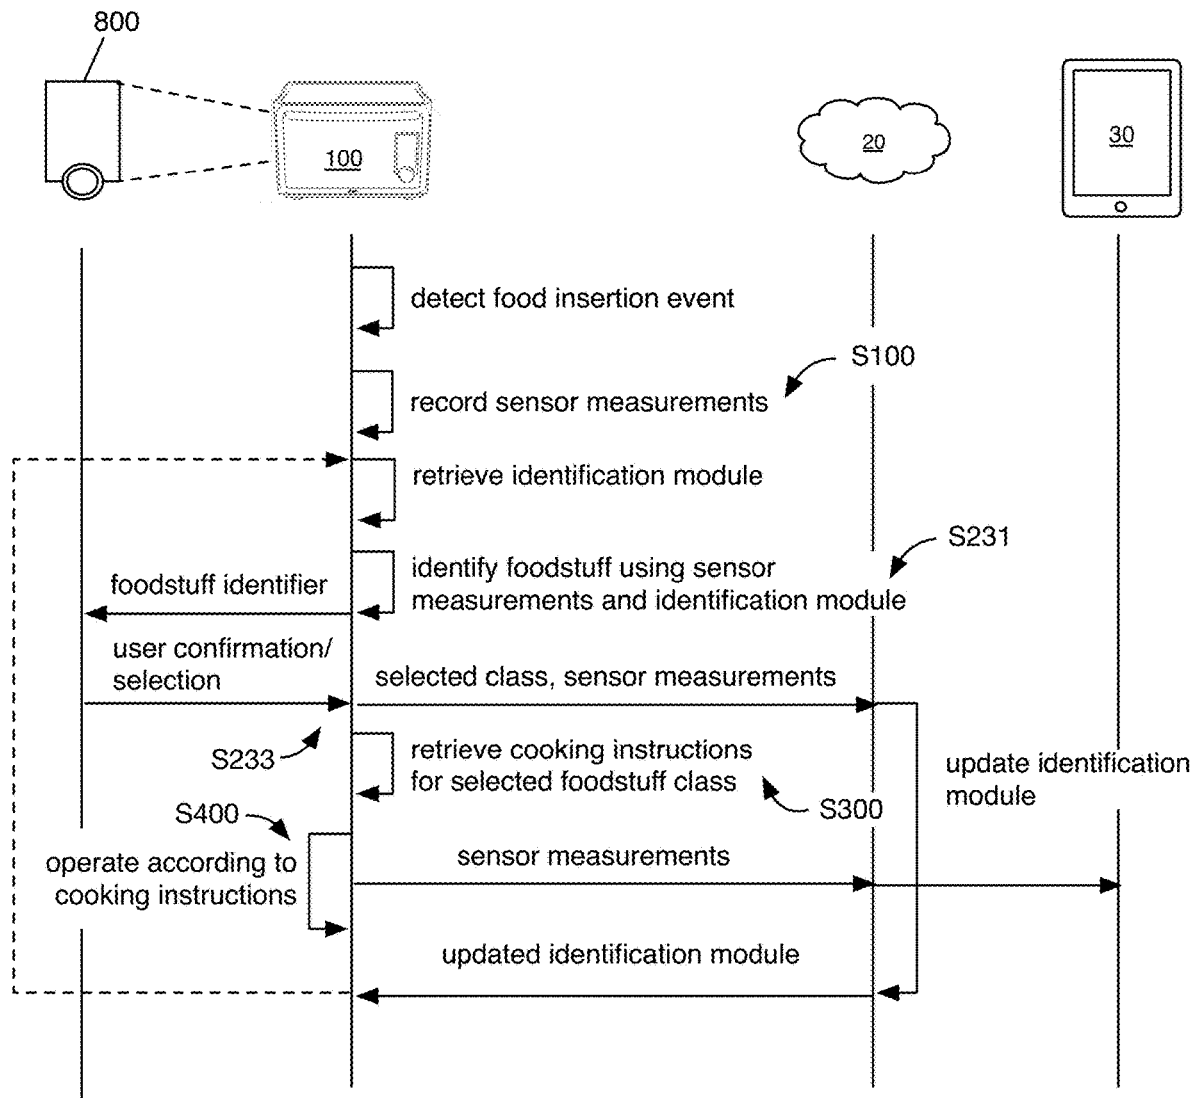 800
100
20
30
detect food insertion event
S100
record sensor measurements
retrieve identification module
S231
identify foodstuff using sensor
measurements and identification module
foodstuff identifier
user confirmation/
selection
selected class, sensor measurements
S233
retrieve cooking instructions
for selected foodstuff class
update identification
module
S300
S400
operate according to
cooking instructions
sensor measurements
updated identification module